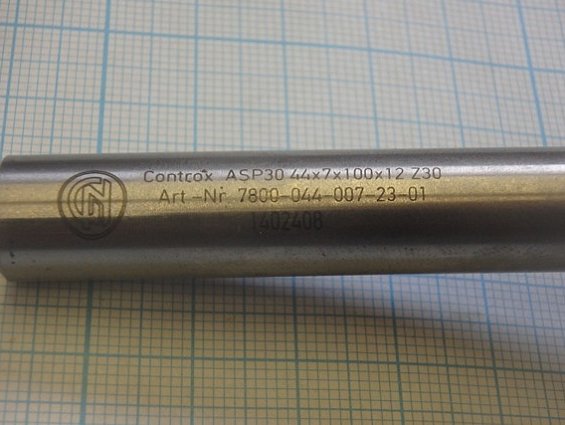 Controx ASP30 44x7x100x12 Z30
Art-Nr. 7800-044-007-23-01
1402408